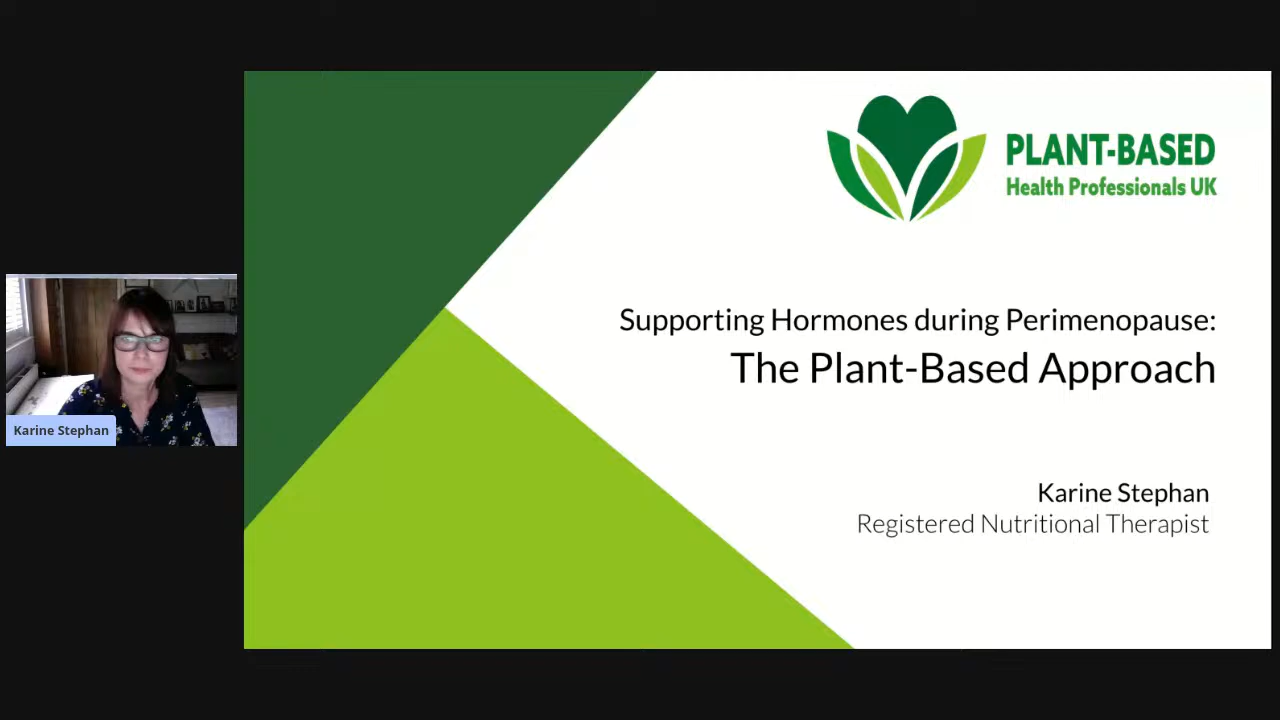 PLANT-BASED
Health Professionals UK
Supporting Hormones during Perimenopause:
The Plant-Based Approach
Karine Stephan
Registered Nutritional Therapist
Karine Stephan